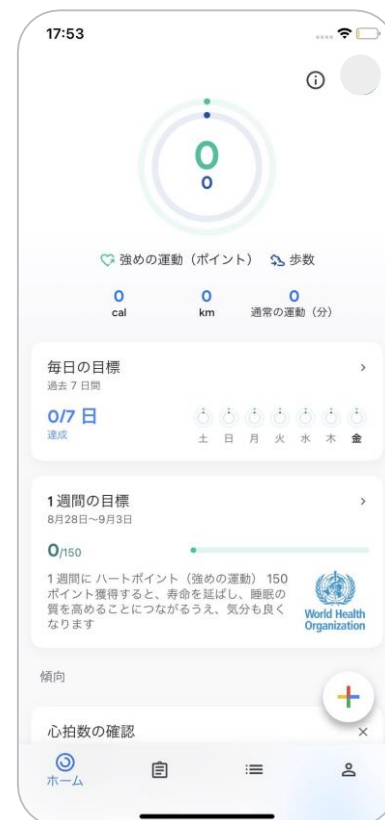 17:53
0
0
強めの運動（ポイント） 歩数
0 0 0
cal km 通常の運動（分）
毎日の目標
過去 7 日間
0/7 日
達成
土 日 月 火 水 木 金
1 週間の目標
8月28日～9月3日
0/150
1 週間に ハートポイント（強めの運動） 150
ポイント獲得すると、寿命を延ばし、睡眠の
質を高めることにつながるうえ、気分も良く
なります
World Health
Organization
傾向
心拍数の確認
ホーム